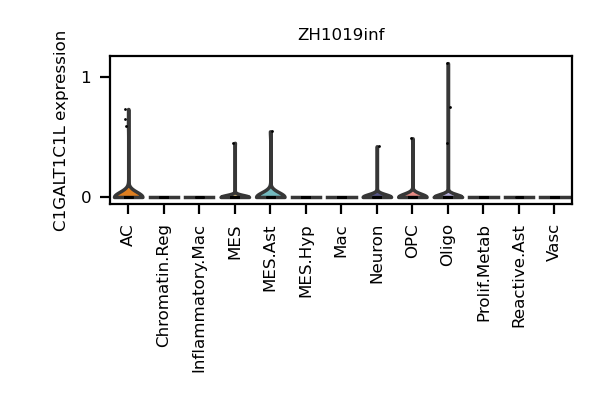 ZH1019inf
C1GALT1C1L expression
1
0
AC
Chromatin.Reg
Inflammatory.Mac
MES
MES.Ast
MES.Hyp
Mac
Neuron
OPC
Oligo
Prolif.Metab
Reactive.Ast
Vasc